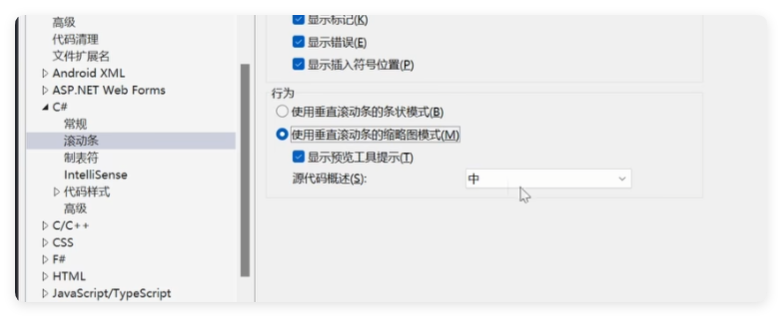 高级
代码清理
文件扩展名
Android XML
ASP.NET Web Forms
C#
常规
滚动条
制表符
IntelliSense
代码样式
高级
C/C++
CSS
F#
HTML
JavaScript/TypeScript
显示标记(K)
显示错误(E)
显示插入符号位置(P)
行为
使用垂直滚动条的条状模式(B)
使用垂直滚动条的缩略图模式(M)
显示预览工具提示(T)
源代码概述(S): 中